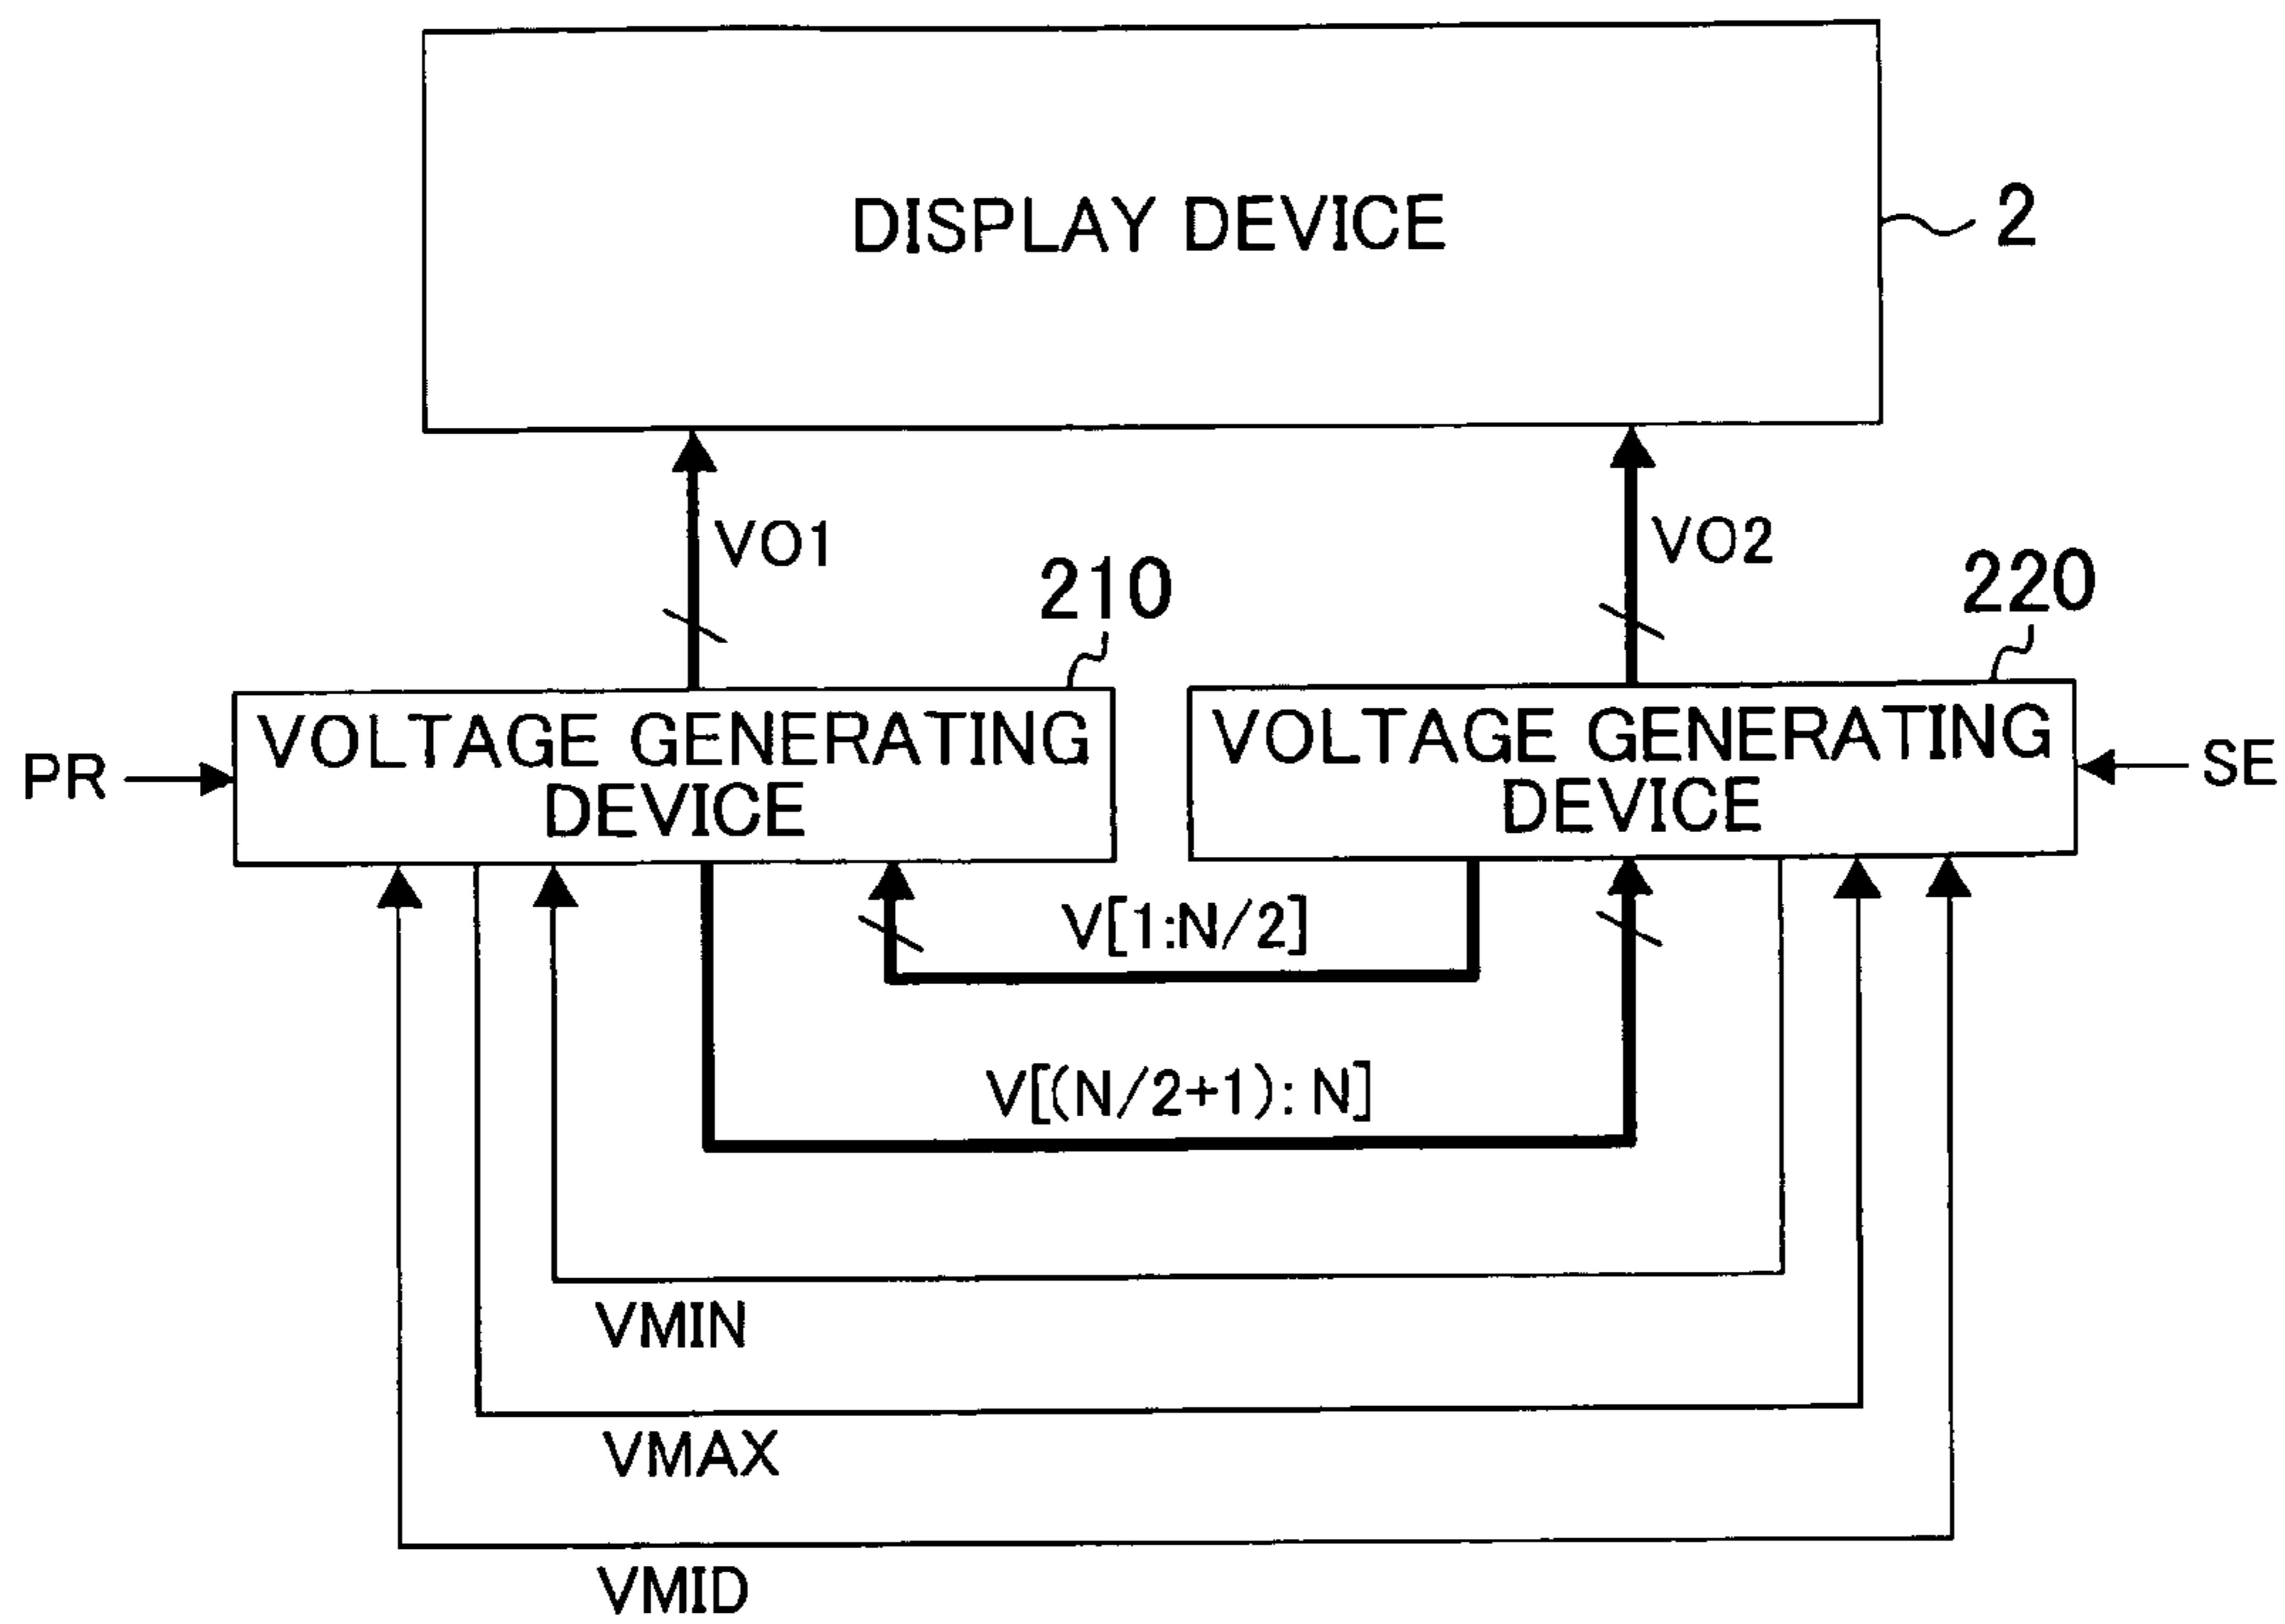 DISPLAY DEVICE
2
VO1
VO2
210
220
VOLTAGE GENERATING
DEVICE
VOLTAGE GENERATING
DEVICE
PR
SE
V[1:N/2]
V[(N/2+1):N]
VMIN
VMAX
VMID